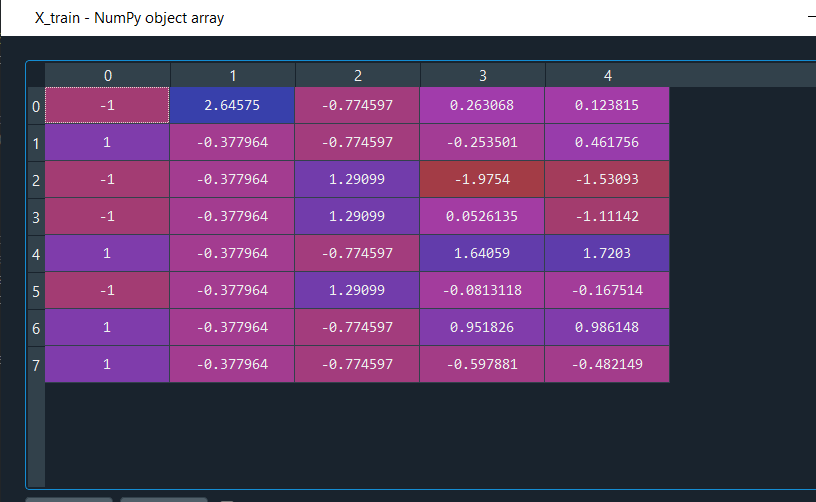 X_train - NumPy object array
0 1 2 3 4
0 -1 2.64575 -0.774597 0.263068 0.123815
1 1 -0.377964 -0.774597 -0.253501 0.461756
2 -1 -0.377964 1.29099 -1.9754 -1.53093
3 -1 -0.377964 1.29099 0.0526135 -1.11142
4 1 -0.377964 -0.774597 1.64059 1.7203
5 -1 -0.377964 1.29099 -0.0813118 -0.167514
6 1 -0.377964 -0.774597 0.951826 0.986148
7 1 -0.377964 -0.774597 -0.597881 -0.482149